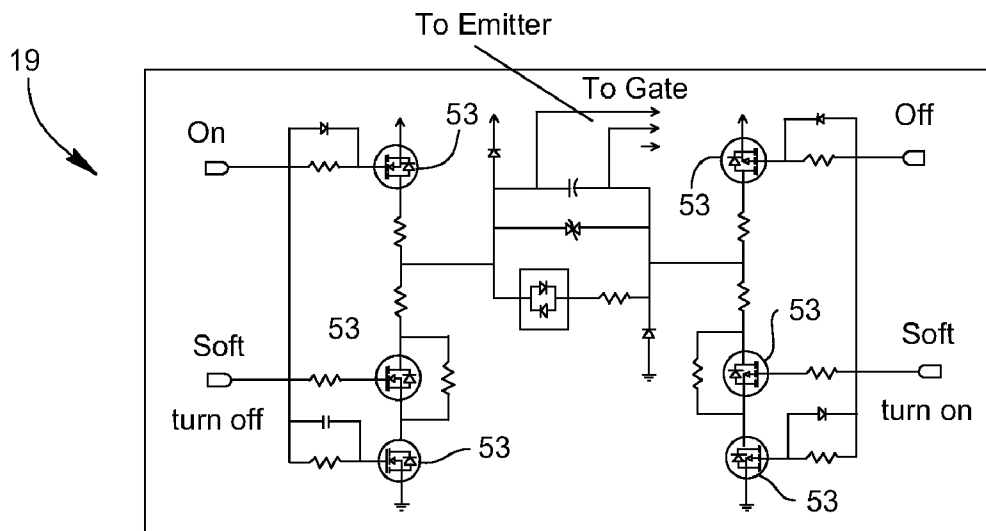 To Emitter
19
To Gate
On
53
Off
53
53
53
Soft
Soft
turn off
turn on
53
53